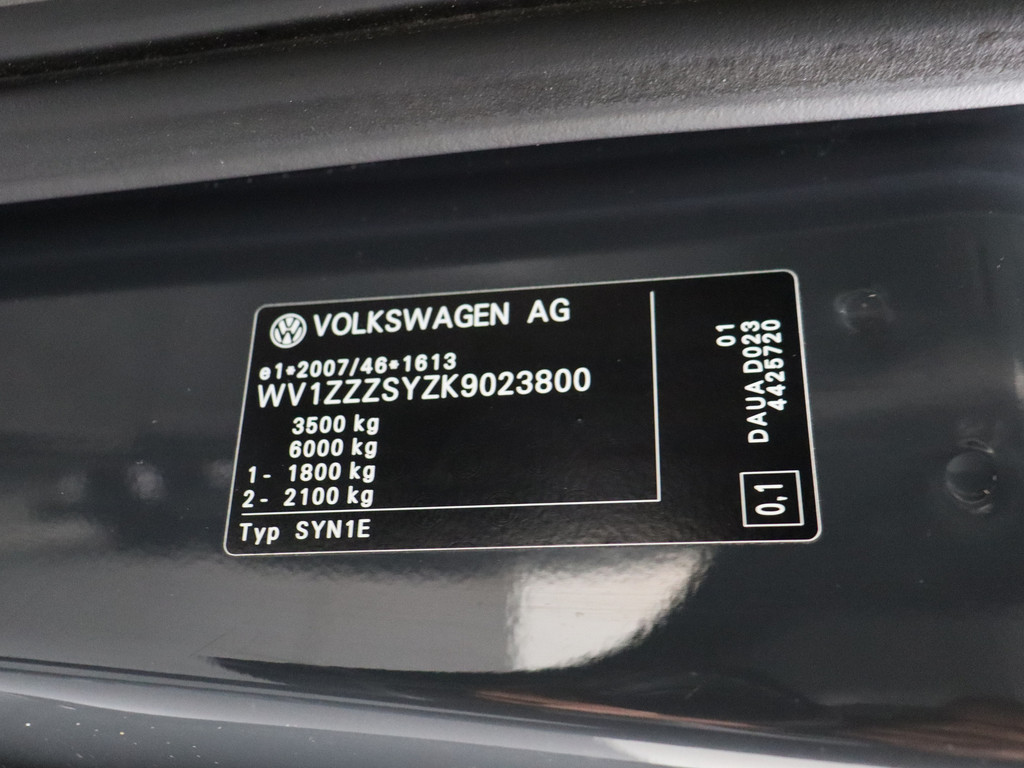 VOLKSWAGEN AG
e1*2007/46*1613
WV1ZZZSYZK9023800
3500 kg
6000 kg
1- 1800 kg
2- 2100 kg
Typ SYN1E
01
DAUA D023
4425720
0,1